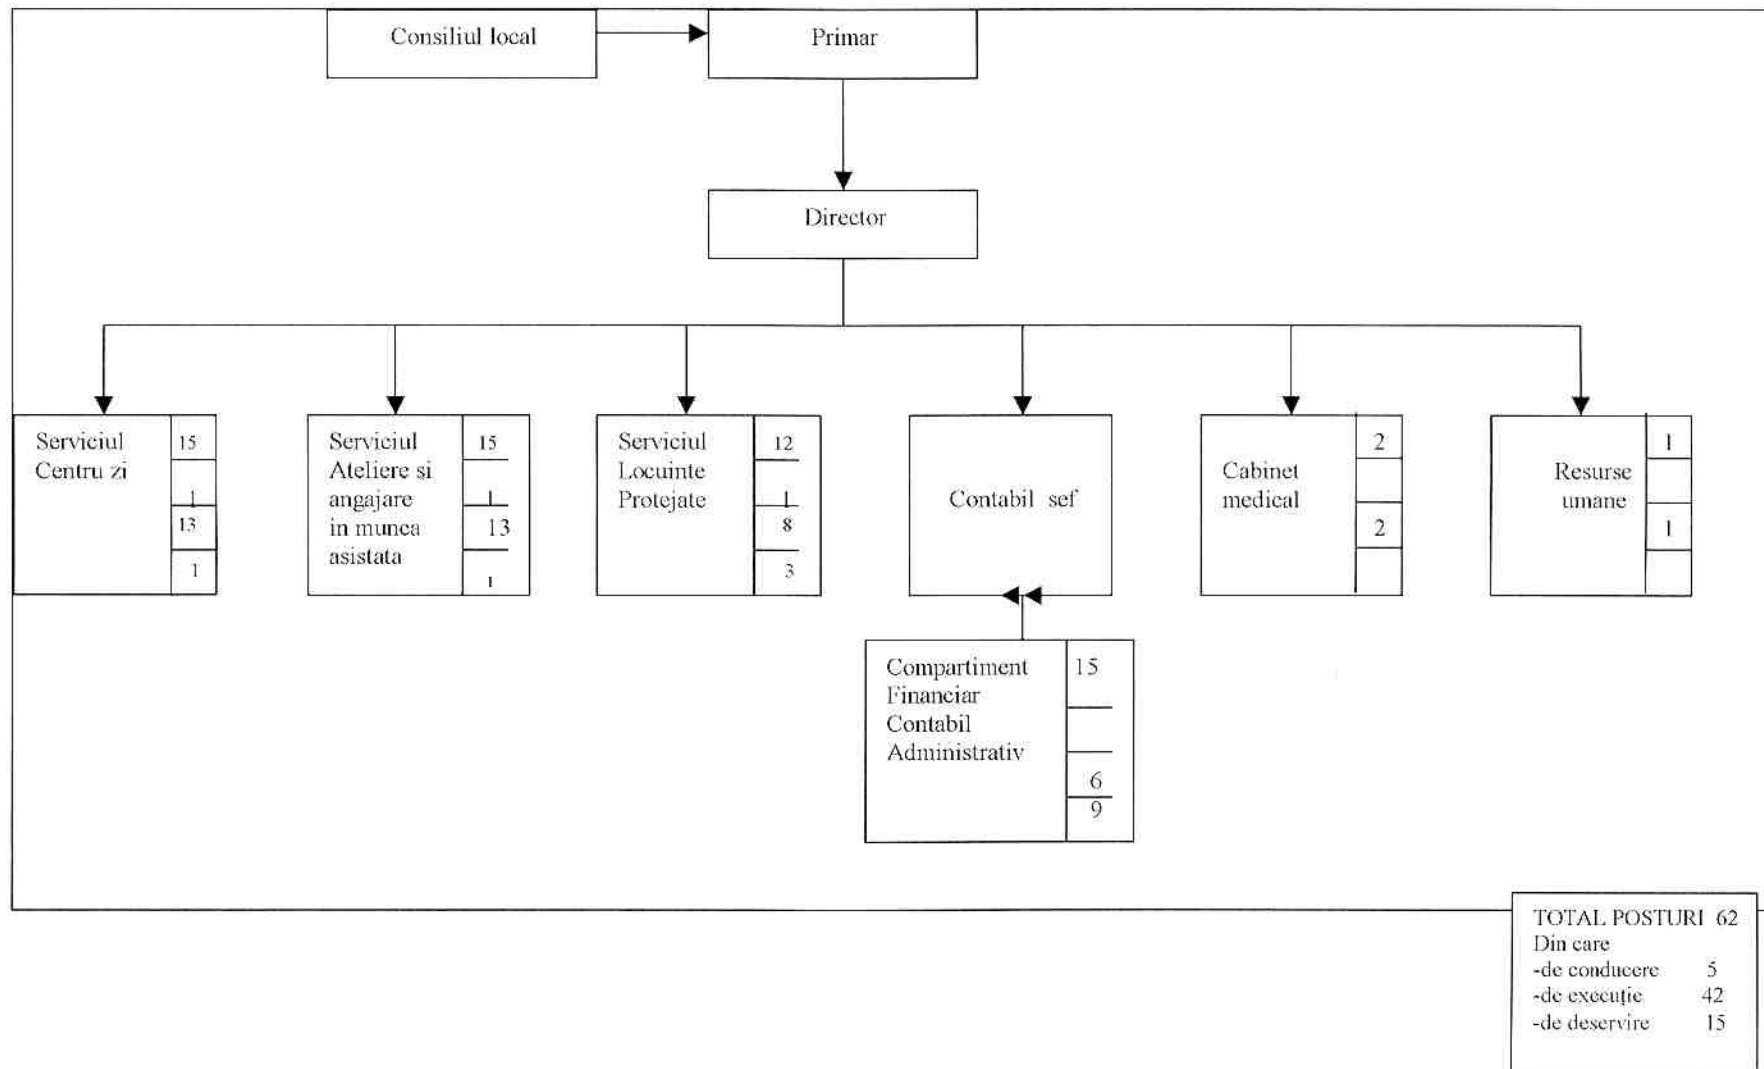 Consiliul local
Primar
Director
Serviciul
Centru zi
15
1
13
1
Serviciul
Ateliere si
angajare
in munca
asistata
15
1
13
1
Serviciul
Locuinte
Protejate
12
1
8
3
Contabil sef
Cabinet
medical
2
2
Resurse
umane
1
1
Compartiment
Financiar
Contabil
Administrativ
15
6
9
TOTAL POSTURI 62
Din care
-de conducere 5
-de execuție 42
-de deservire 15